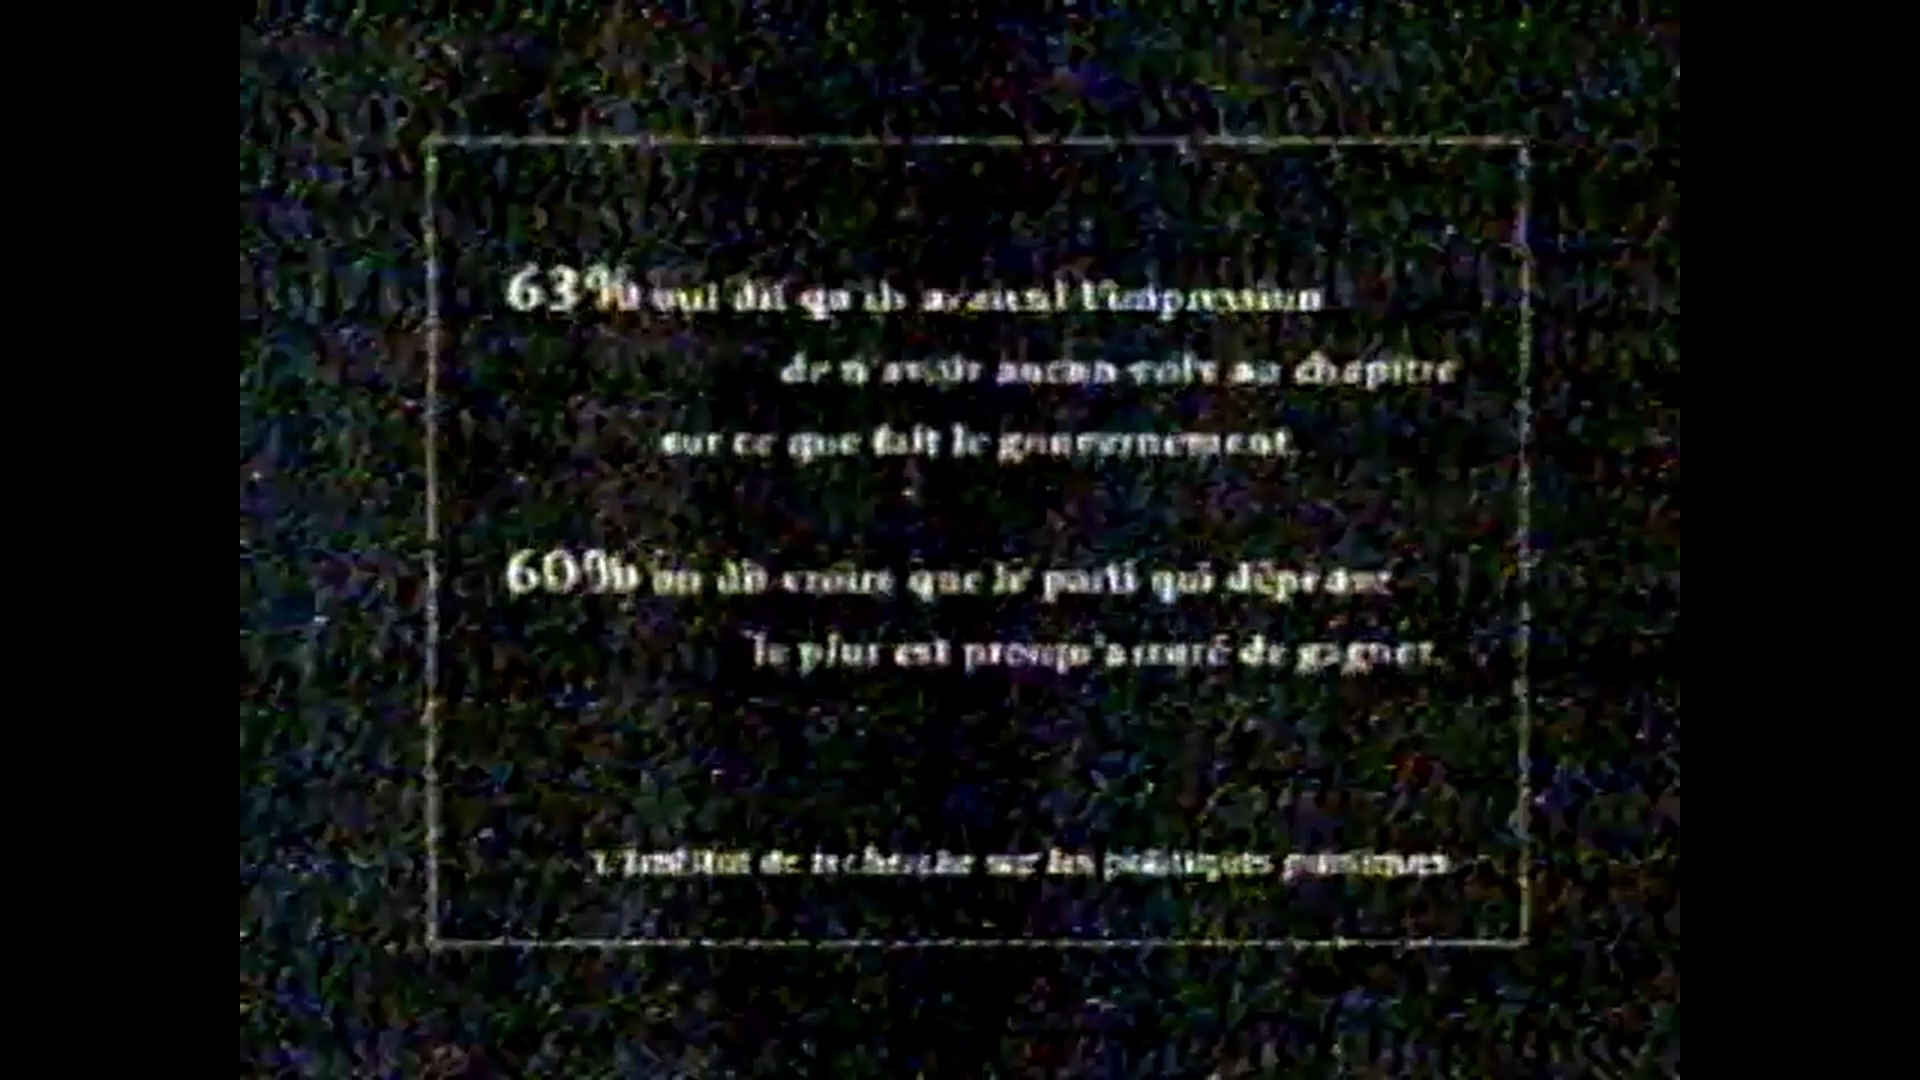 63% ont dit qu'ils avaient l'impression
de n'avoir aucun voix au chapitre
sur ce que fait le gouvernement.
60% on dit croire que le parti qui dépense
le plus est presqu'assuré de gagner.
L'Institut de recherche sur les politiques publiques